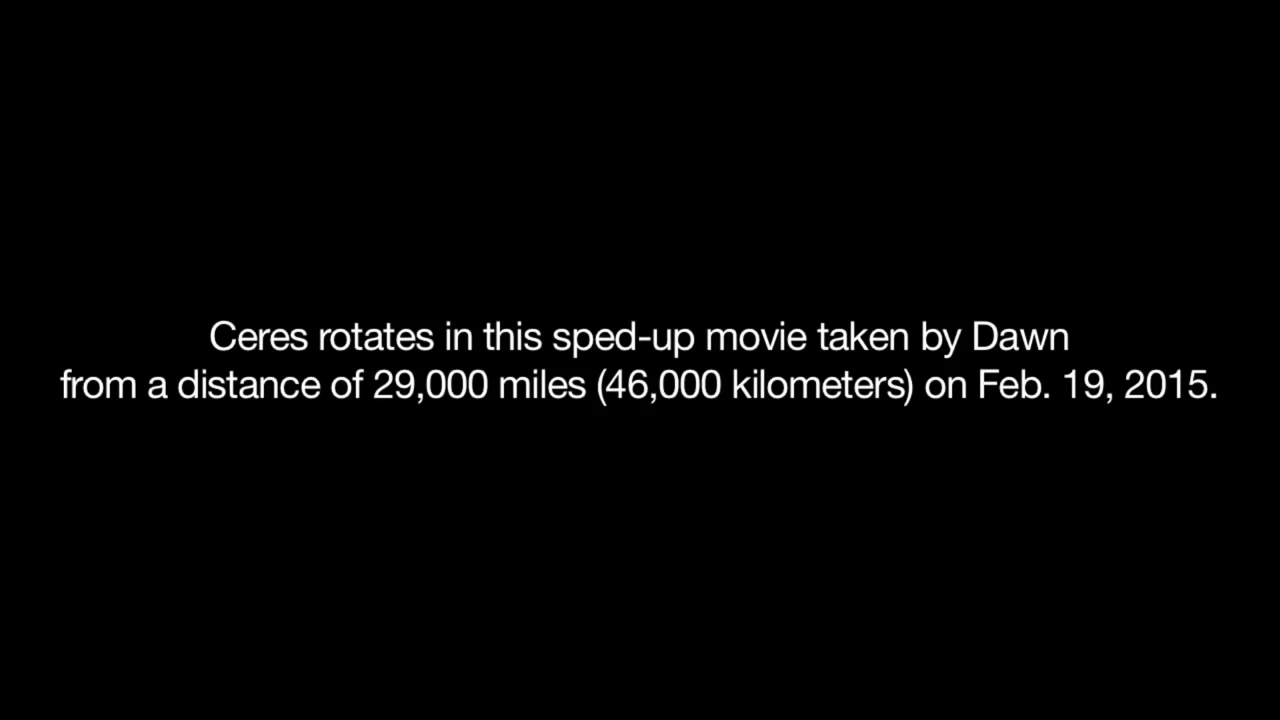 Ceres rotates in this sped-up movie taken by Dawn
from a distance of 29,000 miles (46,000 kilometers) on Feb. 19, 2015.